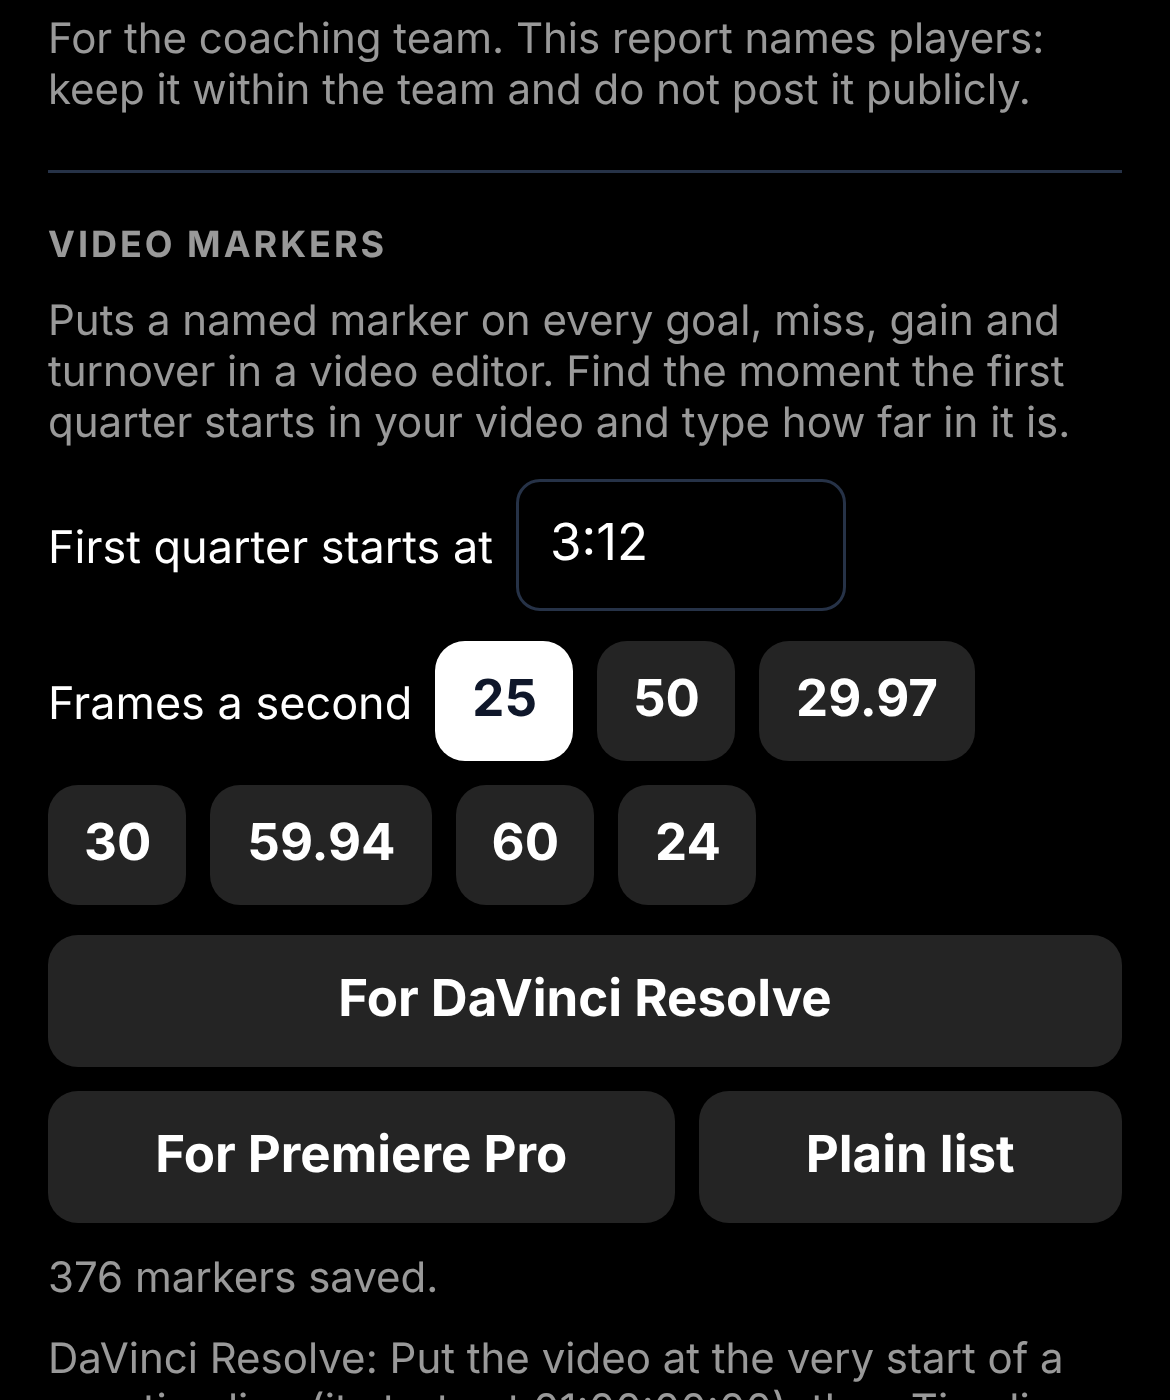 For the coaching team. This report names players:
keep it within the team and do not post it publicly.
VIDEO MARKERS
Puts a named marker on every goal, miss, gain and
turnover in a video editor. Find the moment the first
quarter starts in your video and type how far in it is.
First quarter starts at 3:12
Frames a second 25 50 29.97
30 59.94 60 24
For DaVinci Resolve
For Premiere Pro Plain list
376 markers saved.
DaVinci Resolve: Put the video at the very start of a